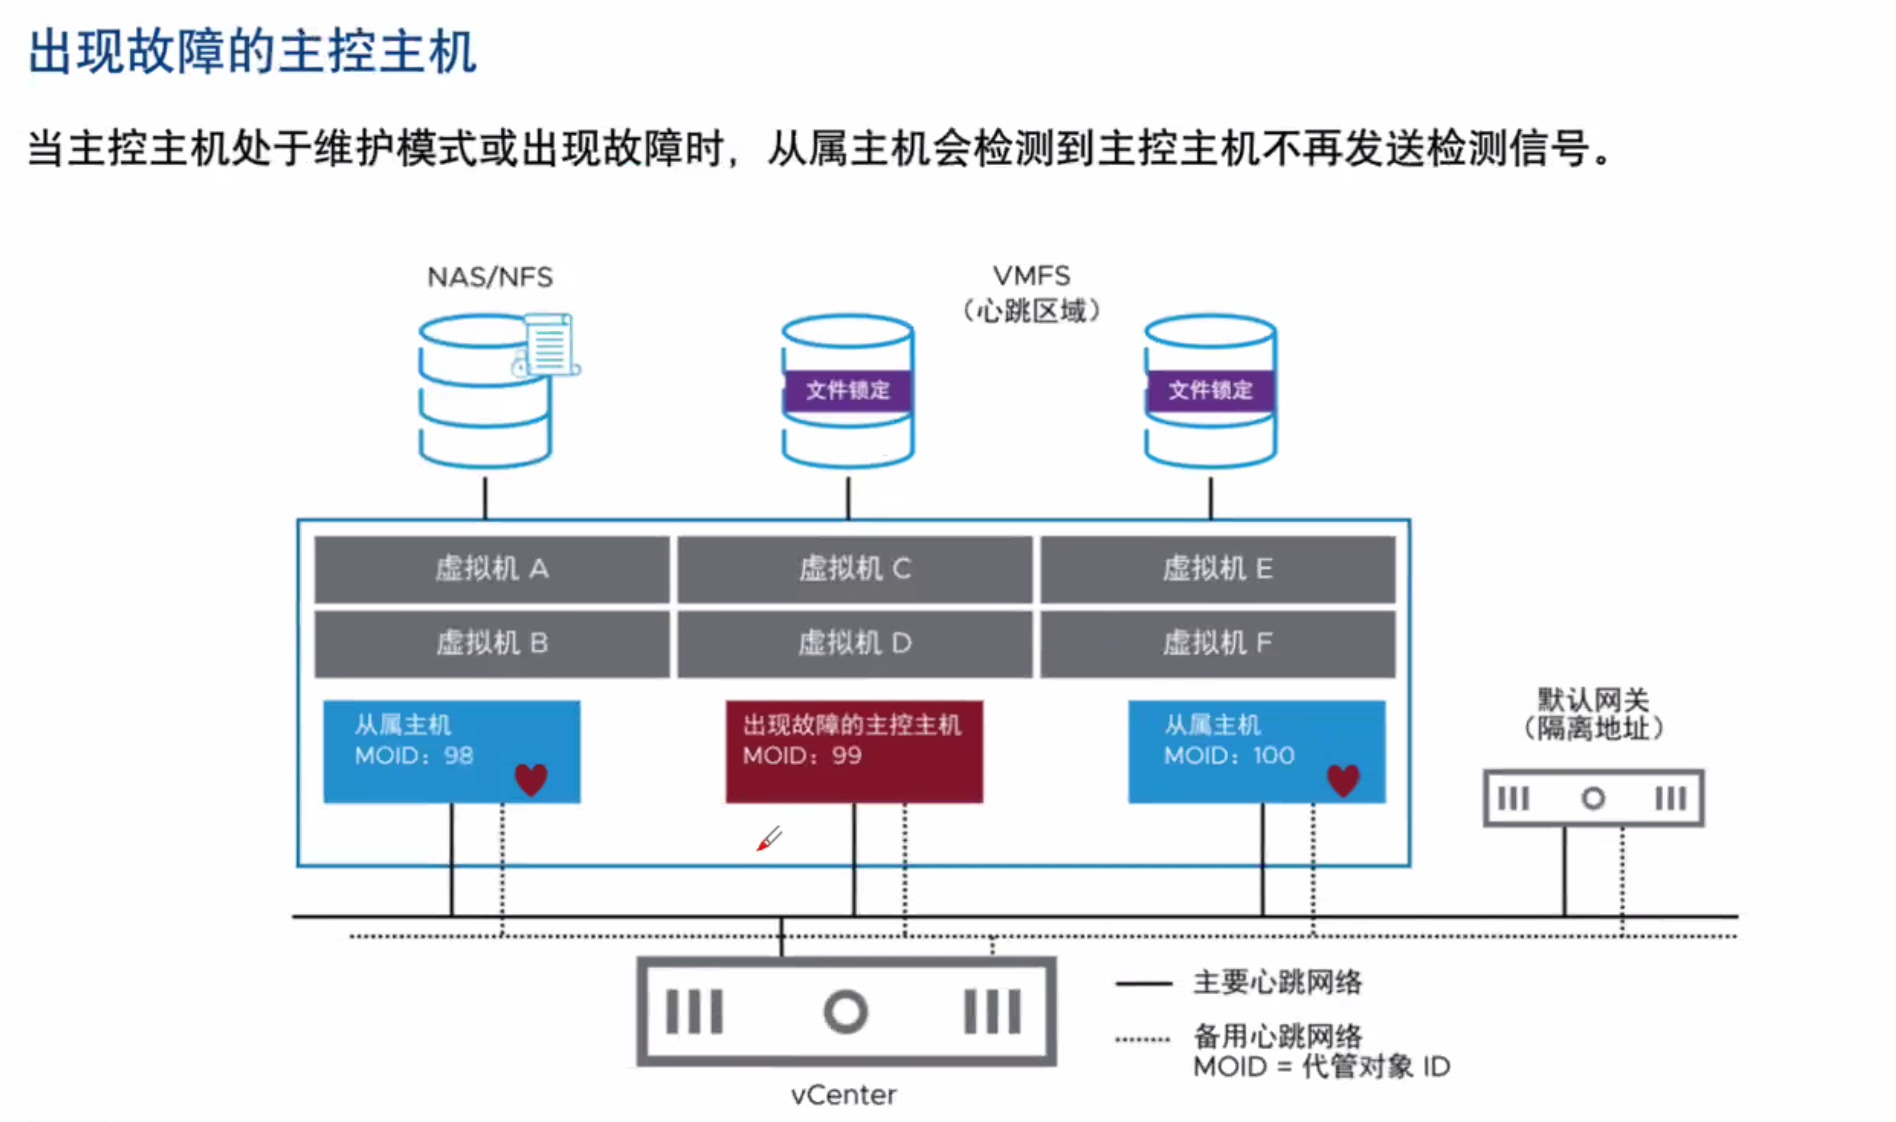 出现故障的主控主机
当主控主机处于维护模式或出现故障时，从属主机会检测到主控主机不再发送检测信号。
NAS/NFS
VMFS
（心跳区域）
文件锁定
文件锁定
虚拟机 A
虚拟机 C
虚拟机 E
虚拟机 B
虚拟机 D
虚拟机 F
从属主机
MOID：98
出现故障的主控主机
MOID：99
从属主机
MOID：100
默认网关
（隔离地址）
主要心跳网络
备用心跳网络
MOID = 代管对象 ID
vCenter